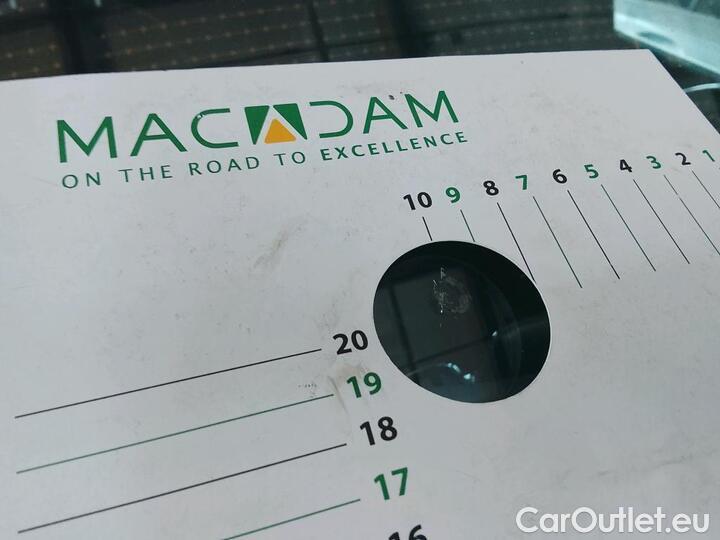 MACADAM
ON THE ROAD TO EXCELLENCE
10 9 8 7 6 5 4 3 2 1
20
19
18
17
16
CarOutlet.eu